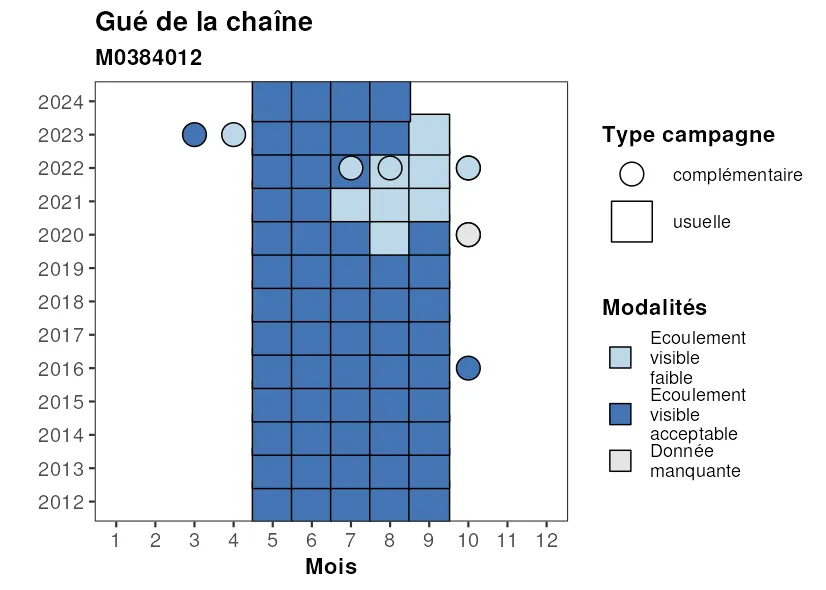 Gué de la chaîne
M0384012
2024
2023
2022
2021
2020
2019
2018
2017
2016
2015
2014
2013
2012
1 2 3 4 5 6 7 8 9 10 11 12
Mois
Type campagne
complémentaire
usuelle
Modalités
Ecoulement
visible
faible
Ecoulement
visible
acceptable
Donnée
manquante